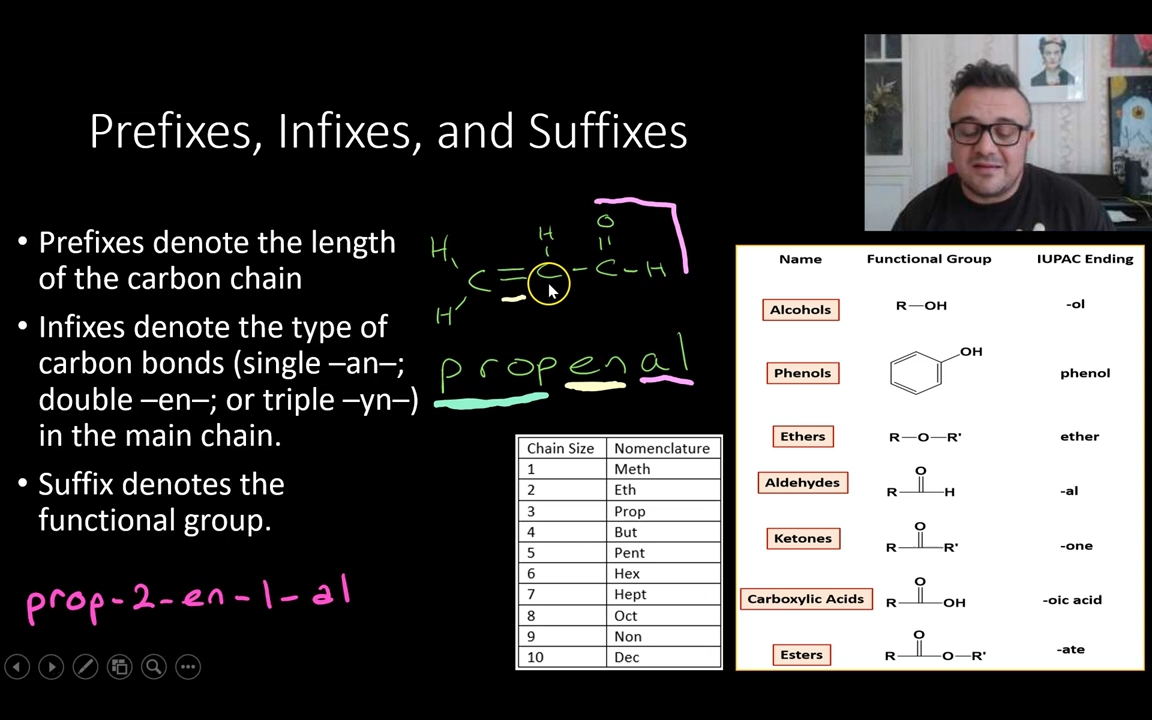 Prefixes, Infixes, and Suffixes
• Prefixes denote the length
of the carbon chain
• Infixes denote the type of
carbon bonds (single –an–;
double –en–; or triple –yn–)
in the main chain.
• Suffix denotes the
functional group.
prop-2-en-1-al
H
H
O
C = C - C - H
H
propenal
Chain Size Nomenclature
1 Meth
2 Eth
3 Prop
4 But
5 Pent
6 Hex
7 Hept
8 Oct
9 Non
10 Dec
Name Functional Group IUPAC Ending
Alcohols R—OH -ol
OH
Phenols phenol
Ethers R—O—R' ether
O
Aldehydes R H -al
O
Ketones R R' -one
O
Carboxylic Acids R OH -oic acid
O
Esters R O—R' -ate